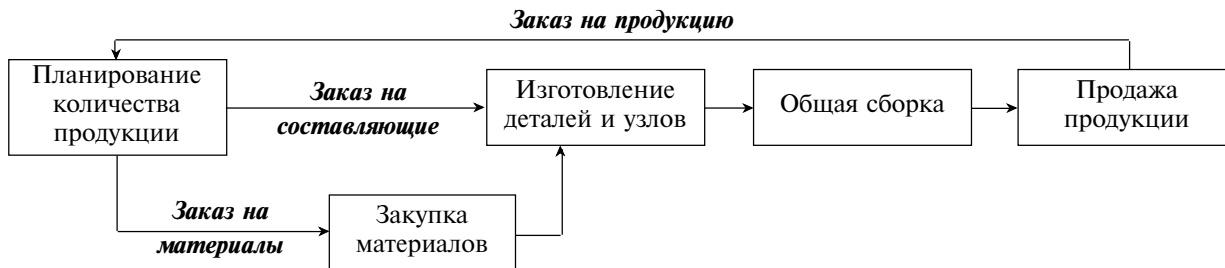 Заказ на продукцию
Планирование
количества
продукции
Заказ на
составляющие
Изготовление
деталей и узлов
Общая сборка
Продажа
продукции
Заказ на
материалы
Закупка
материалов